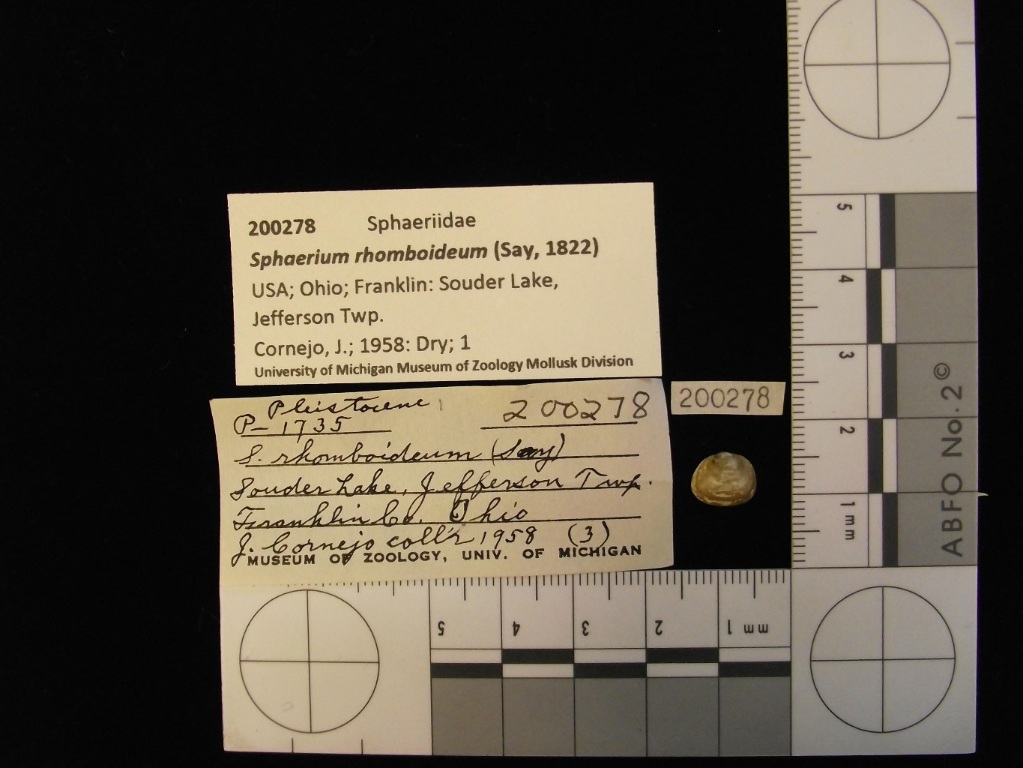 200278 Sphaeriidae
Sphaerium rhomboideum (Say, 1822)
USA; Ohio; Franklin: Souder Lake,
Jefferson Twp.
Cornejo, J.; 1958: Dry; 1
University of Michigan Museum of Zoology Mollusk Division
Pleistocene
P-1735 200278
S. rhomboideum (Say)
Souder Lake, Jefferson Twp.
Franklin Co. Ohio
J. Cornejo coll'r 1958 (3)
MUSEUM OF ZOOLOGY, UNIV. OF MICHIGAN
200278
5
4
3
2
1 mm
ABFO No. 2 ©
5 4 3 2 1 mm